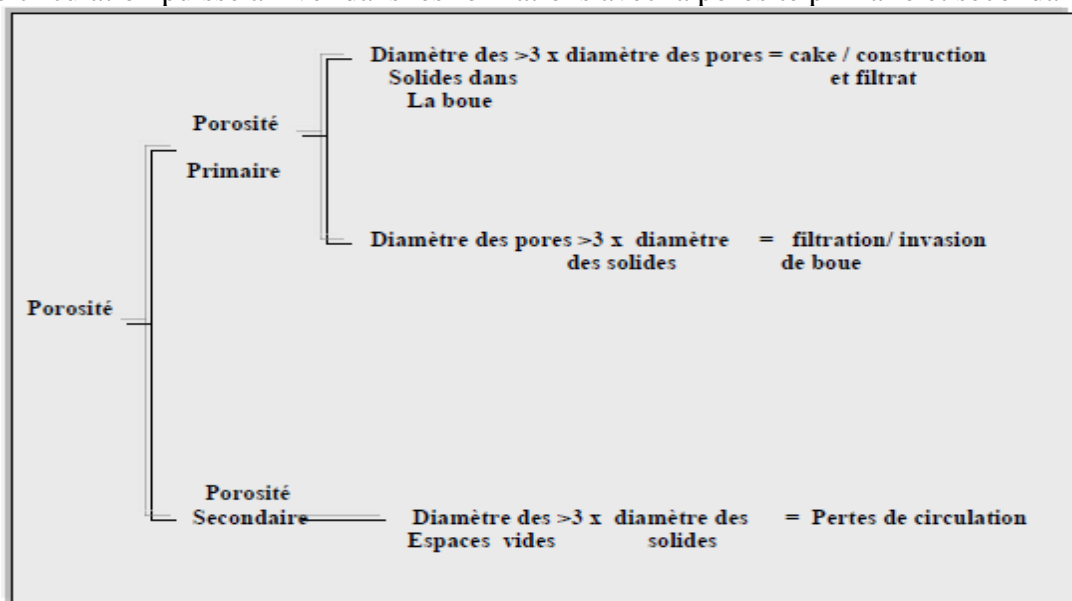 Diamètre des >3 x diamètre des pores = cake / construction
Solides dans et filtrat
La boue
Porosité
Primaire
Diamètre des pores >3 x diamètre = filtration/ invasion
des solides de boue
Porosité
Porosité
Secondaire Diamètre des >3 x diamètre des = Pertes de circulation
Espaces vides solides